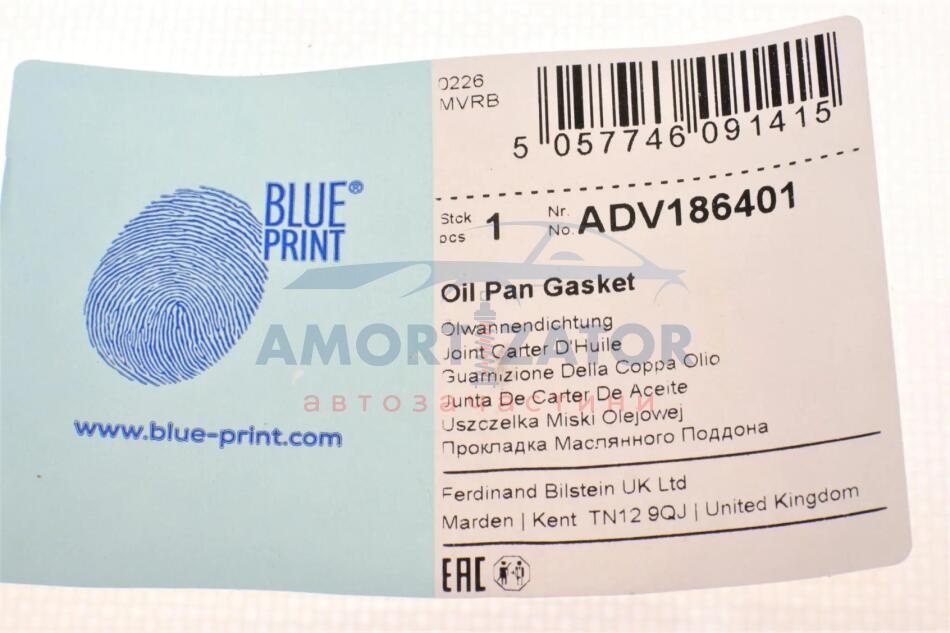 BLUE®
PRINT
www.blue-print.com
0226
MVRB
5 057746 091415
Stck
pcs 1 Nr.
No. ADV186401
Oil Pan Gasket
Ölwannendichtung
Joint Carter D'Huile
Guarnizione Della Coppa Olio
Junta De Carter De Aceite
Uszczelka Miski Olejowej
Прокладка Маслянного Поддона
Ferdinand Bilstein UK Ltd
Marden | Kent TN12 9QJ | United Kingdom
EAC
AMORTIZATOR
автозапчастини